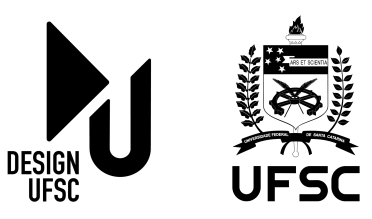 DESIGN
UFSC
ARS ET SCIENTIA
UNIVERSIDADE FEDERAL DE SANTA CATARINA
UFSC